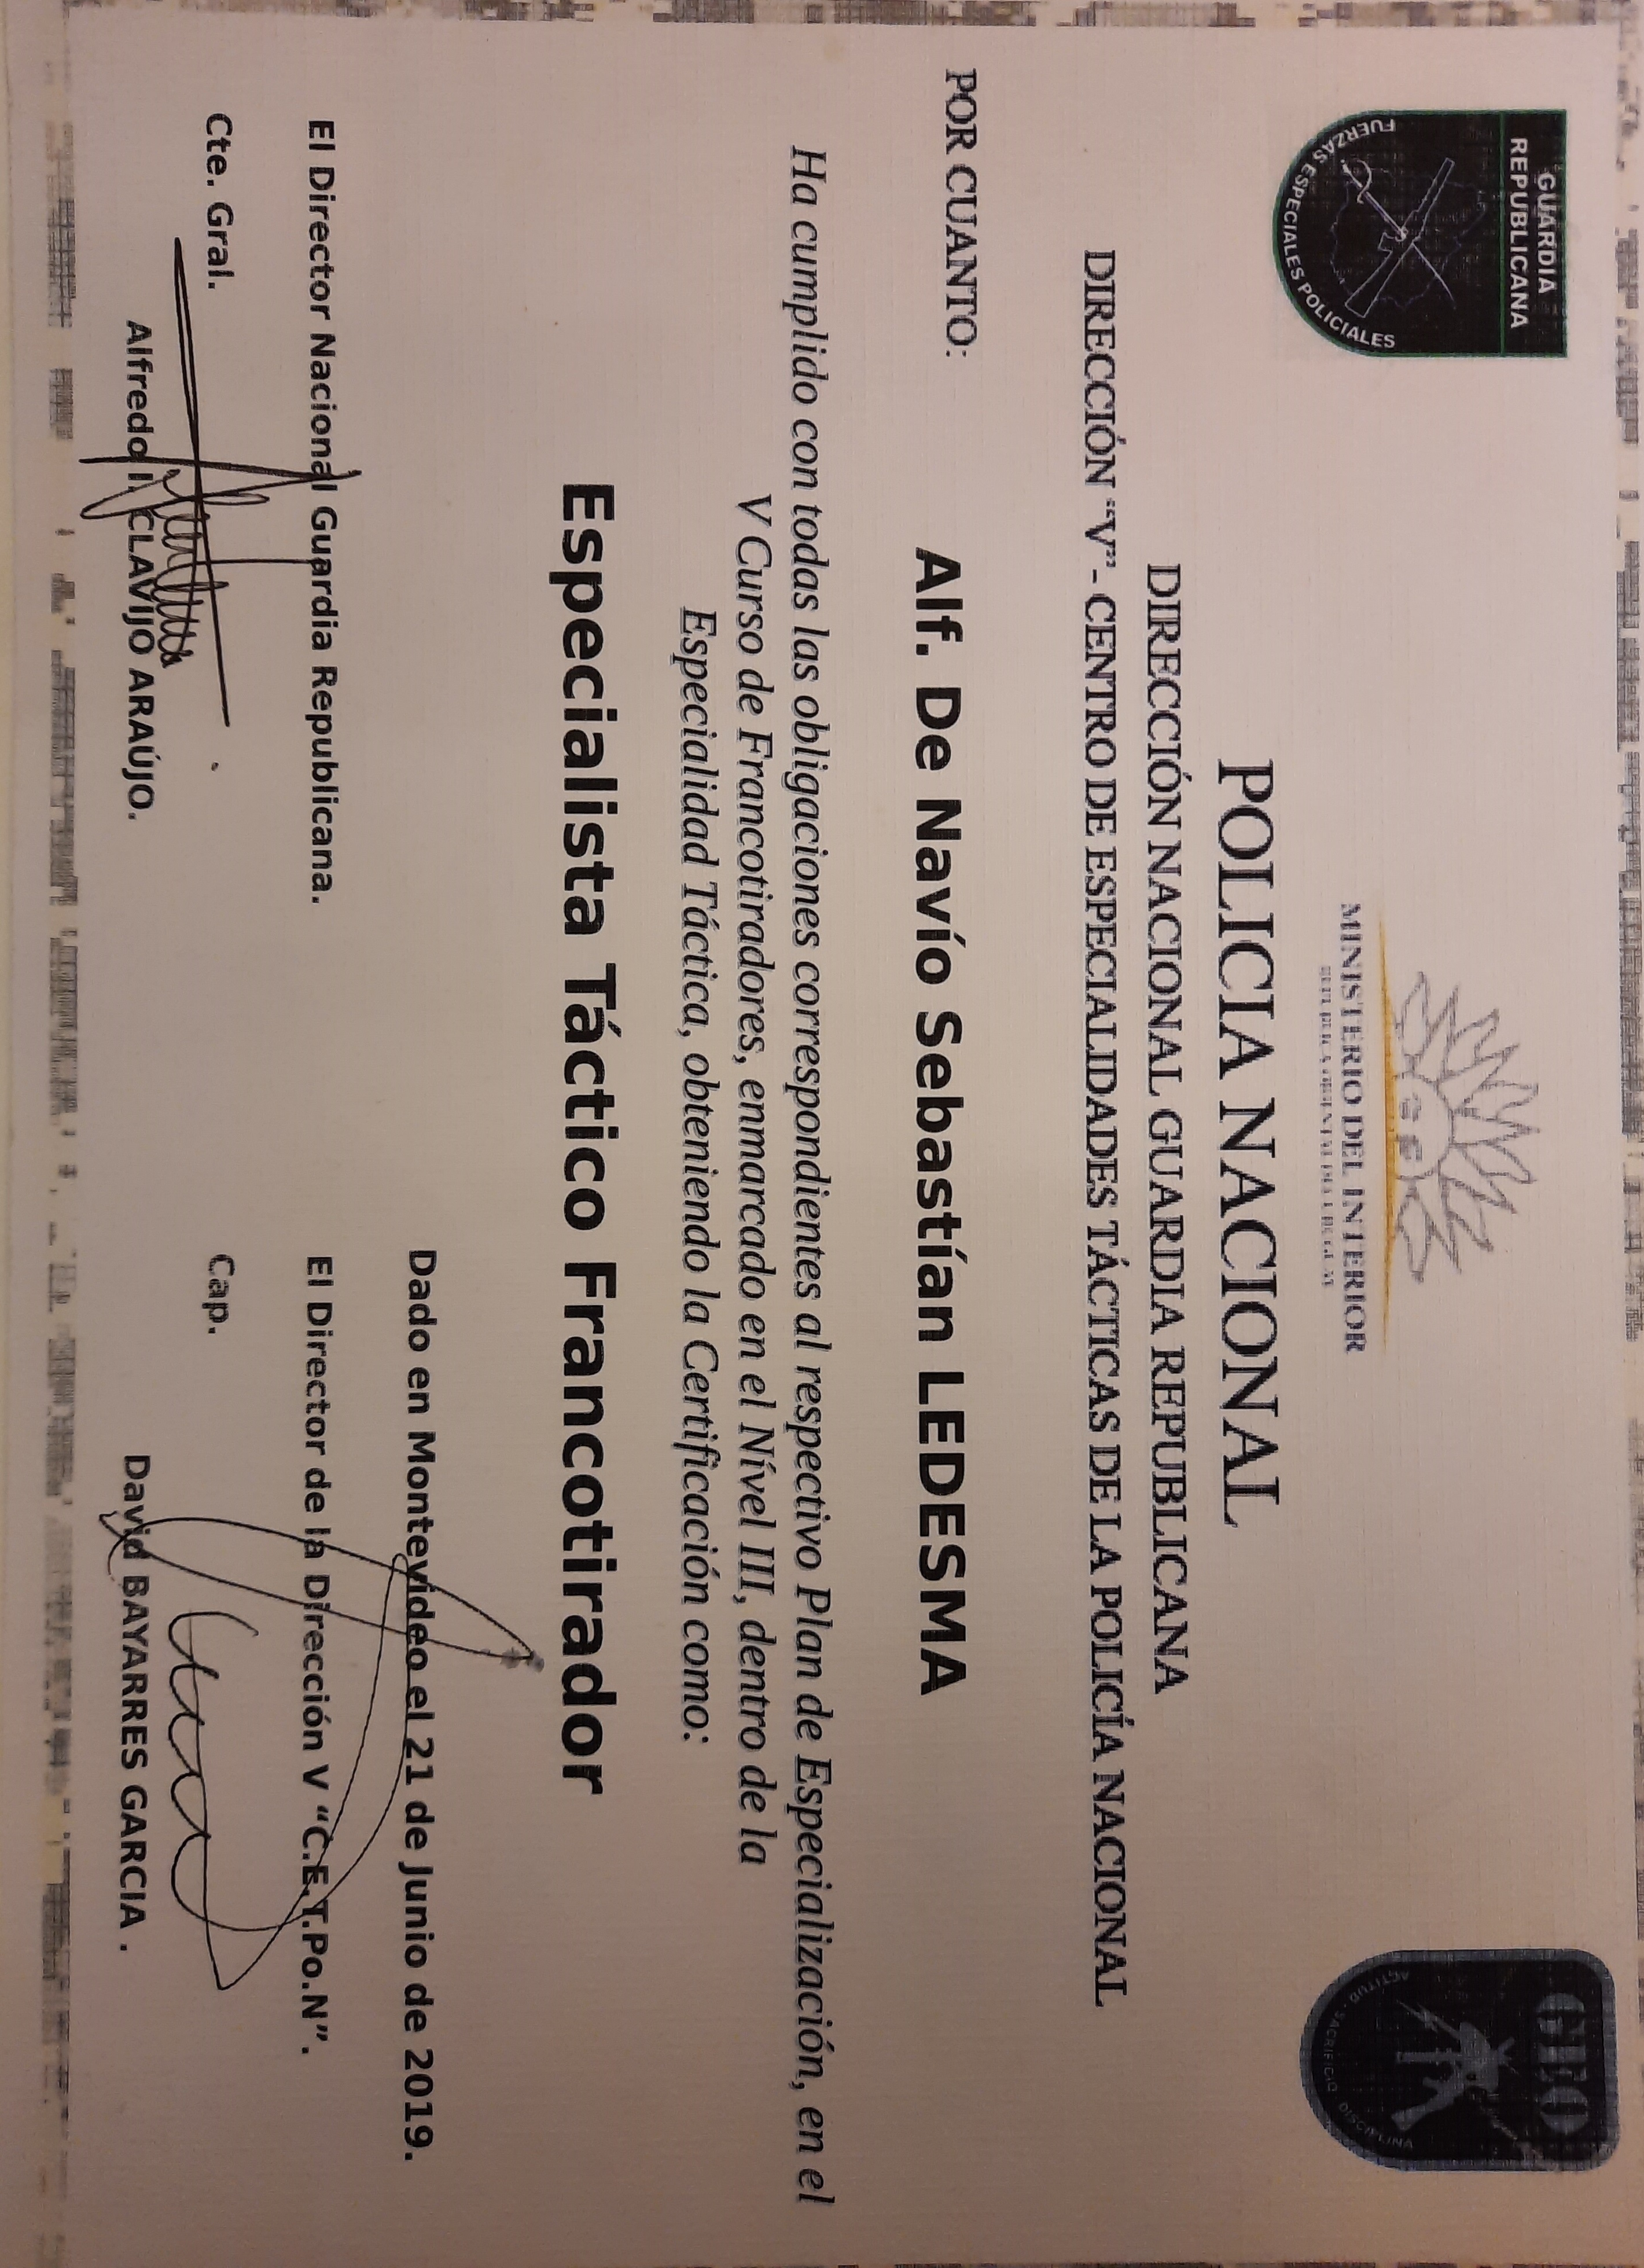 GUARDIA
REPUBLICANA
FUERZAS ESPECIALES POLICIALES
GEO
ACTITUD - SACRIFICIO - DISCIPLINA
MINISTERIO DEL INTERIOR
REPUBLICA ORIENTAL DEL URUGUAY
POLICIA NACIONAL
DIRECCIÓN NACIONAL GUARDIA REPUBLICANA
DIRECCIÓN “V”- CENTRO DE ESPECIALIDADES TÁCTICAS DE LA POLICÍA NACIONAL
POR CUANTO: Alf. De Navío Sebastían LEDESMA
Ha cumplido con todas las obligaciones correspondientes al respectivo Plan de Especialización, en el
V Curso de Francotiradores, enmarcado en el Nível III, dentro de la
Especialidad Táctica, obteniendo la Certificación como:
Especialista Táctico Francotirador
Dado en Montevideo el 21 de Junio de 2019.
El Director Nacional Guardia Republicana.
Cte. Gral.
Alfredo I. CLAVIJO ARAÚJO.
El Director de la Dirección V “C.E.T.Po.N”.
Cap.
David BAYARRES GARCIA .